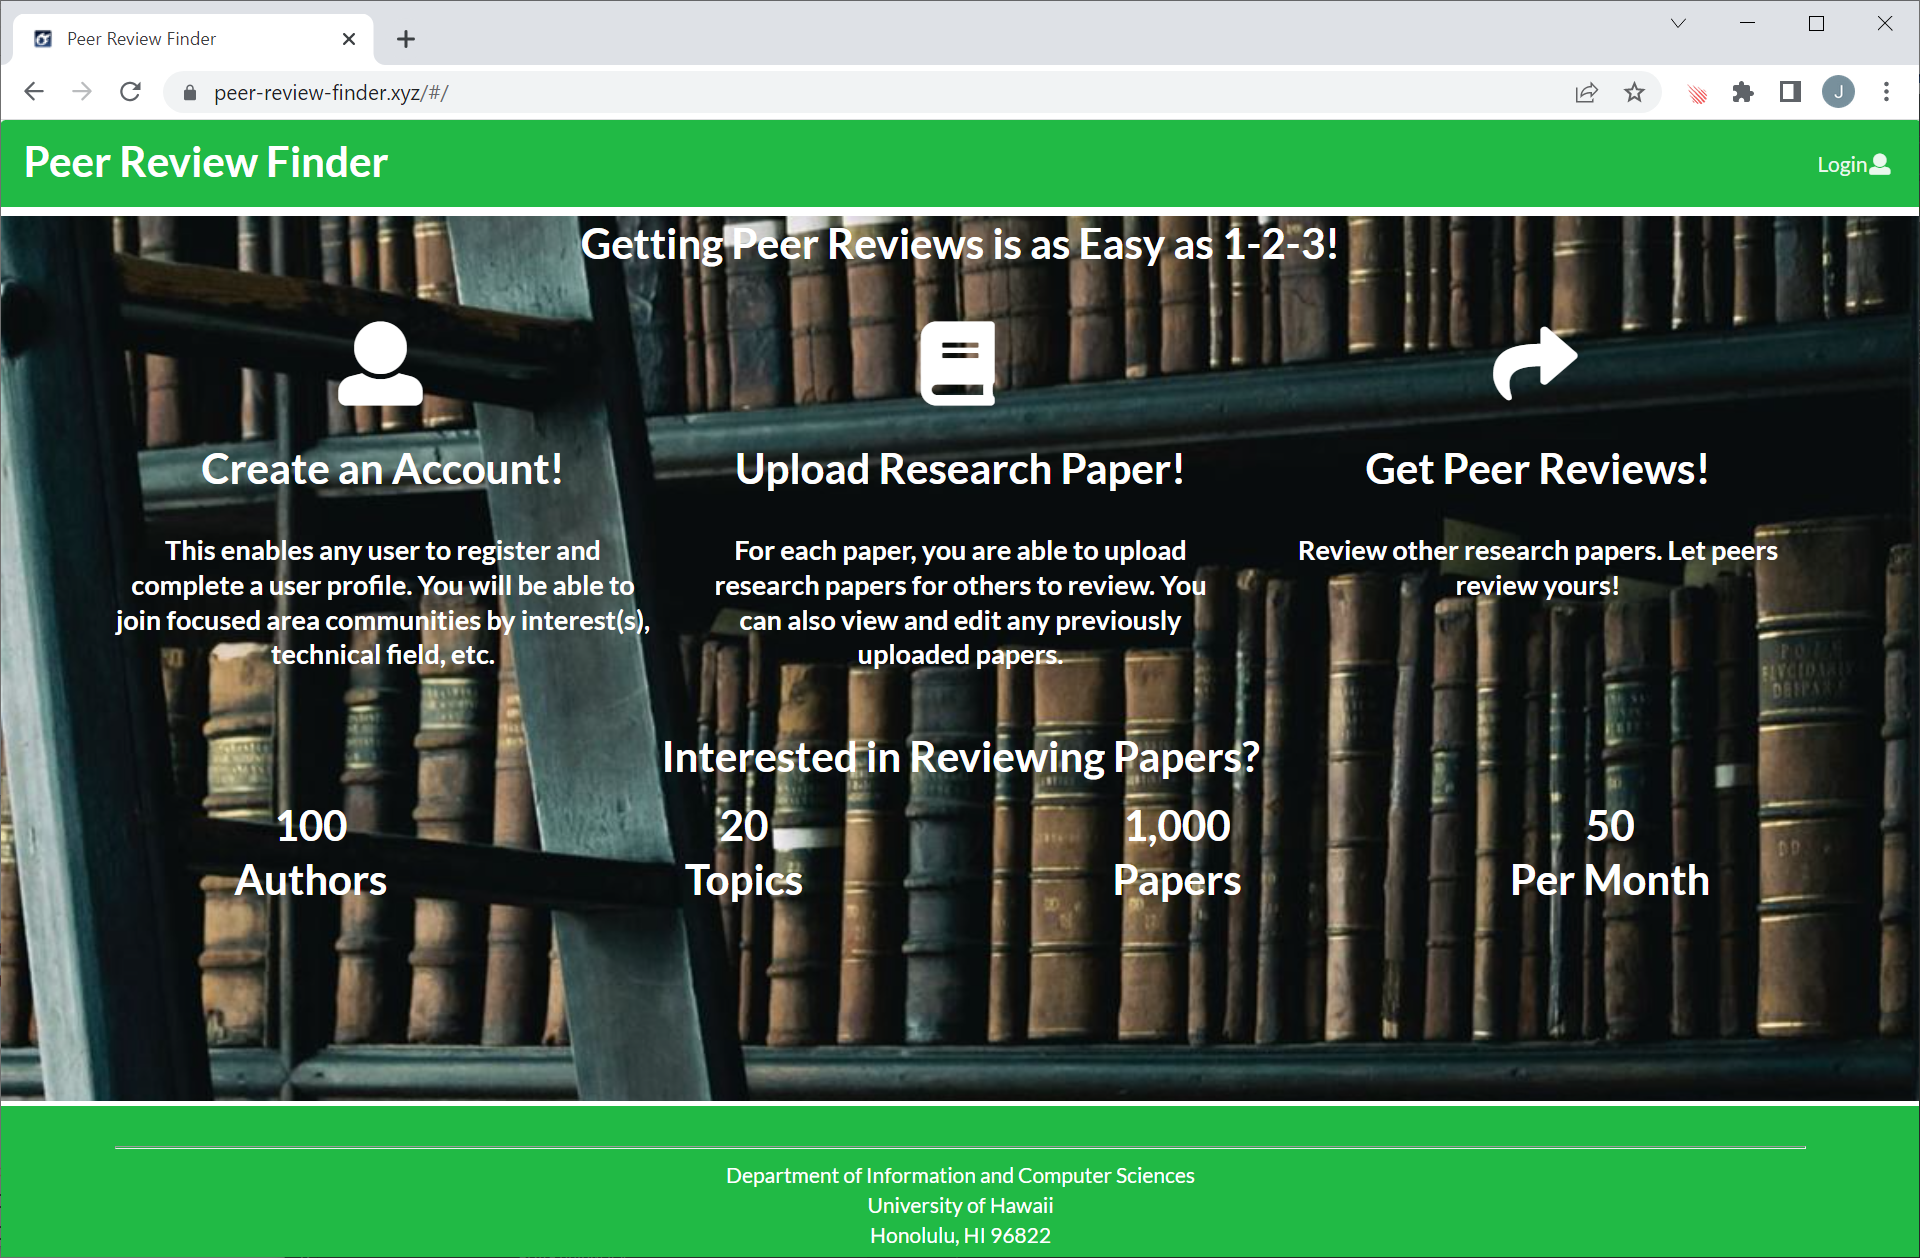 Peer Review Finder
peer-review-finder.xyz/#/
J
Peer Review Finder
Login
Getting Peer Reviews is as Easy as 1-2-3!
Create an Account!
This enables any user to register and
complete a user profile. You will be able to
join focused area communities by interest(s),
technical field, etc.
Upload Research Paper!
For each paper, you are able to upload
research papers for others to review. You
can also view and edit any previously
uploaded papers.
Get Peer Reviews!
Review other research papers. Let peers
review yours!
Interested in Reviewing Papers?
100
Authors
20
Topics
1,000
Papers
50
Per Month
Department of Information and Computer Sciences
University of Hawaii
Honolulu, HI 96822